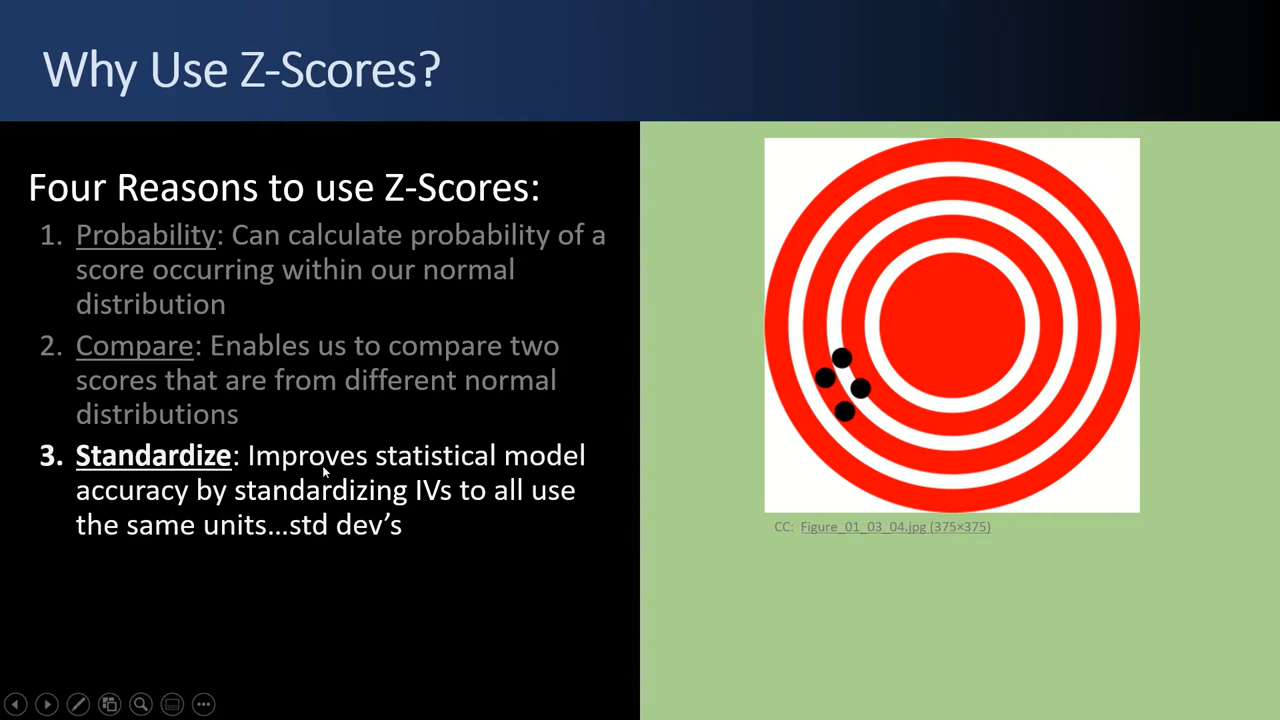 Why Use Z-Scores?
Four Reasons to use Z-Scores:
1. Probability: Can calculate probability of a
score occurring within our normal
distribution
2. Compare: Enables us to compare two
scores that are from different normal
distributions
3. Standardize: Improves statistical model
accuracy by standardizing IVs to all use
the same units...std dev’s
CC: Figure_01_03_04.jpg (375×375)